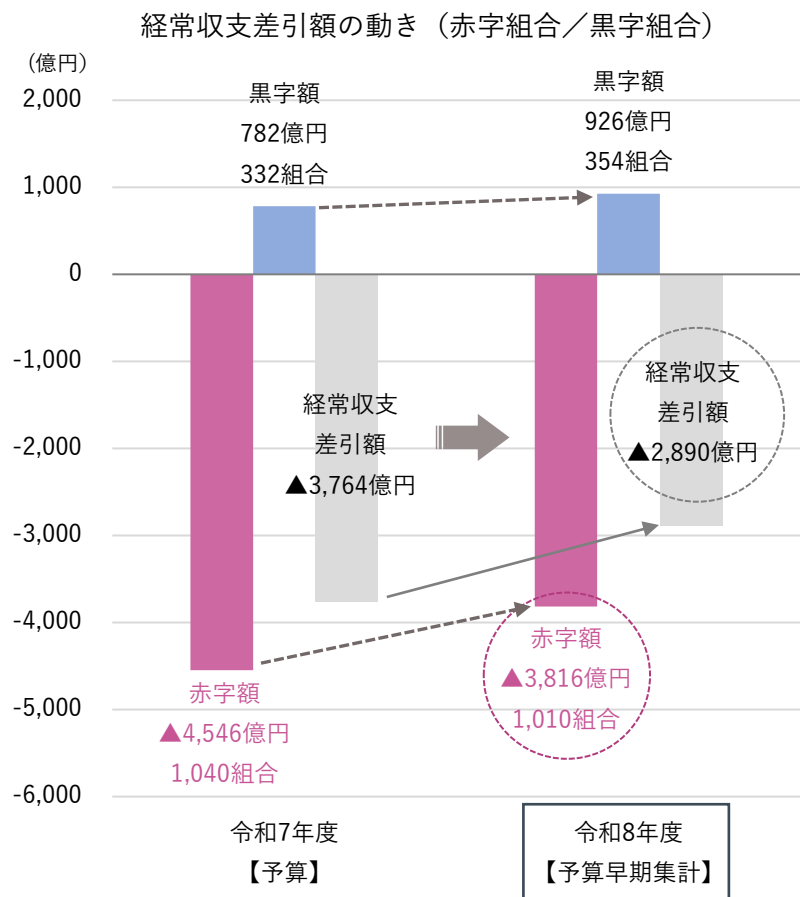 経常収支差引額の動き（赤字組合／黒字組合）
（億円）
2,000
1,000
0
-1,000
-2,000
-3,000
-4,000
-5,000
-6,000
黒字額
782億円
332組合
黒字額
926億円
354組合
経常収支
差引額
▲3,764億円
経常収支
差引額
▲2,890億円
赤字額
▲4,546億円
1,040組合
赤字額
▲3,816億円
1,010組合
令和7年度
【予算】
令和8年度
【予算早期集計】